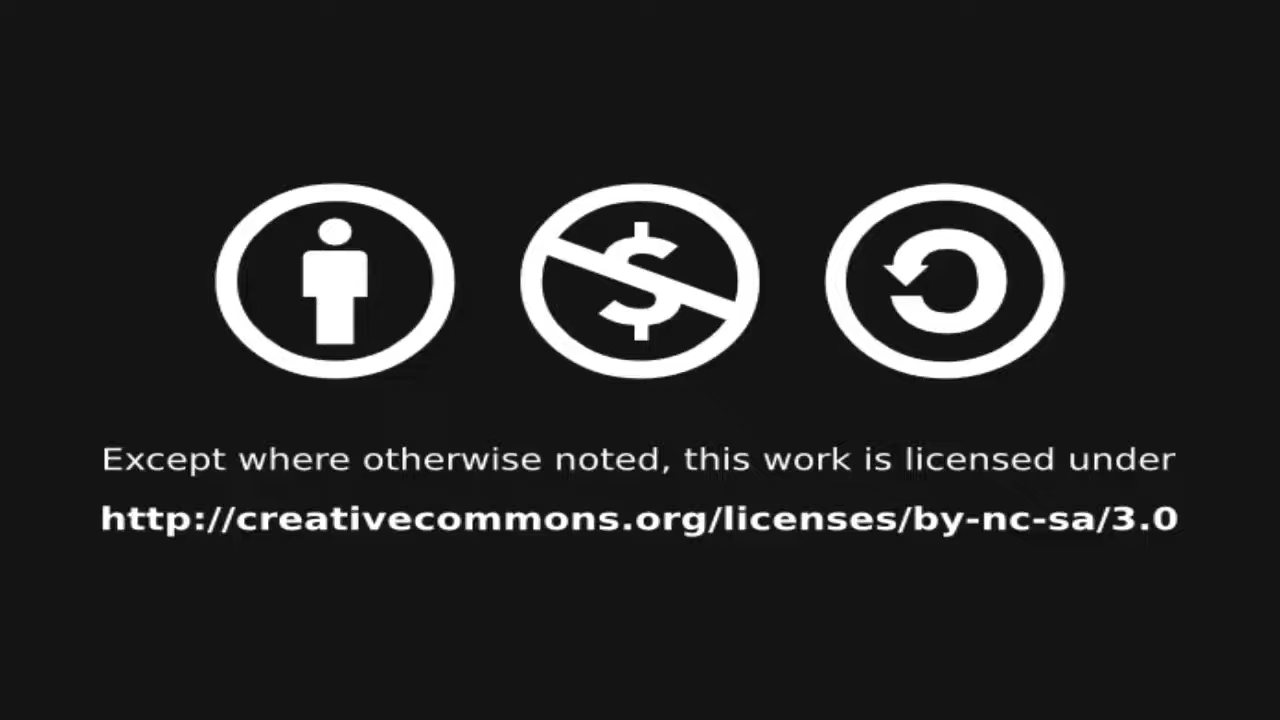 Except where otherwise noted, this work is licensed under
http://creativecommons.org/licenses/by-nc-sa/3.0